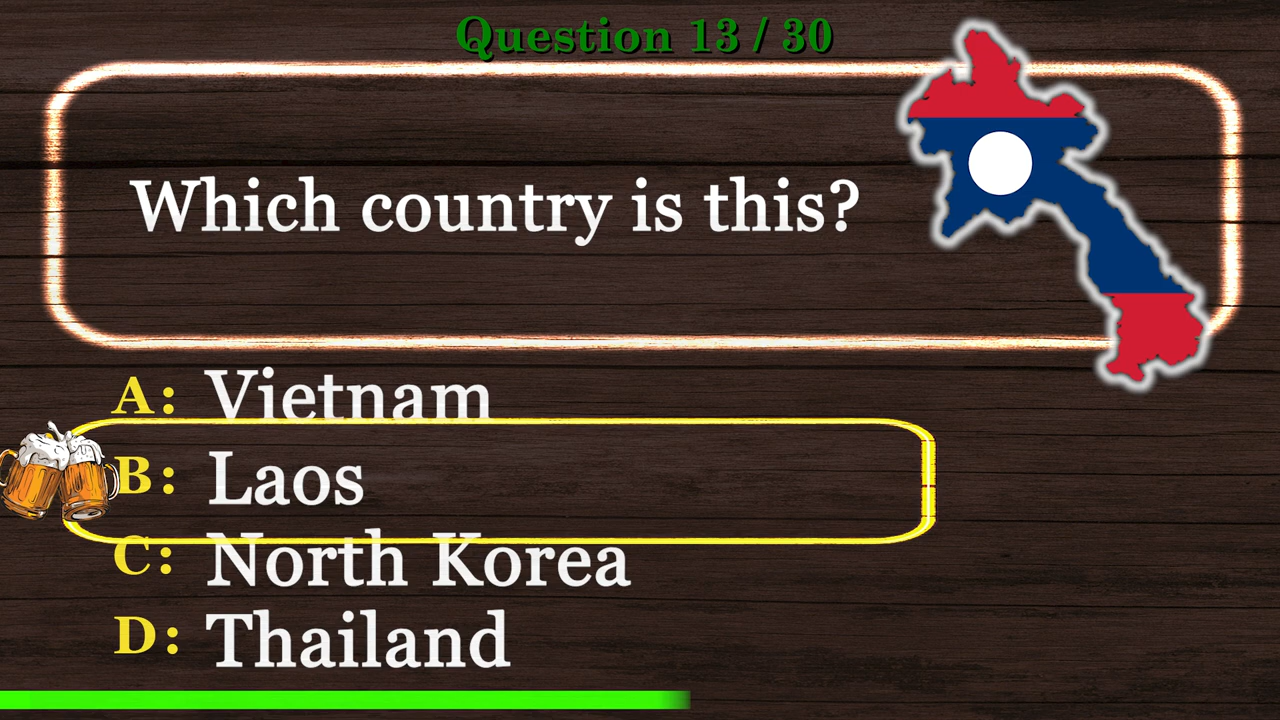 Question 13 / 30
Which country is this?
A: Vietnam
B: Laos
C: North Korea
D: Thailand